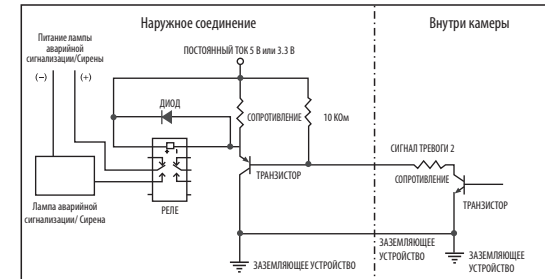 Наружное соединение
Внутри камеры
Питание лампы
аварийной
сигнализации/Сирены
(–)
(+)
ПОСТОЯННЫЙ ТОК 5 В или 3.3 В
ДИОД
СОПРОТИВЛЕНИЕ
10 КОм
СИГНАЛ ТРЕВОГИ 2
СОПРОТИВЛЕНИЕ
ТРАНЗИСТОР
ТРАНЗИСТОР
Лампа аварийной
сигнализации/ Сирена
РЕЛЕ
ЗАЗЕМЛЯЮЩЕЕ УСТРОЙСТВО
ЗАЗЕМЛЯЮЩЕЕ
УСТРОЙСТВО
ЗАЗЕМЛЯЮЩЕЕ
УСТРОЙСТВО